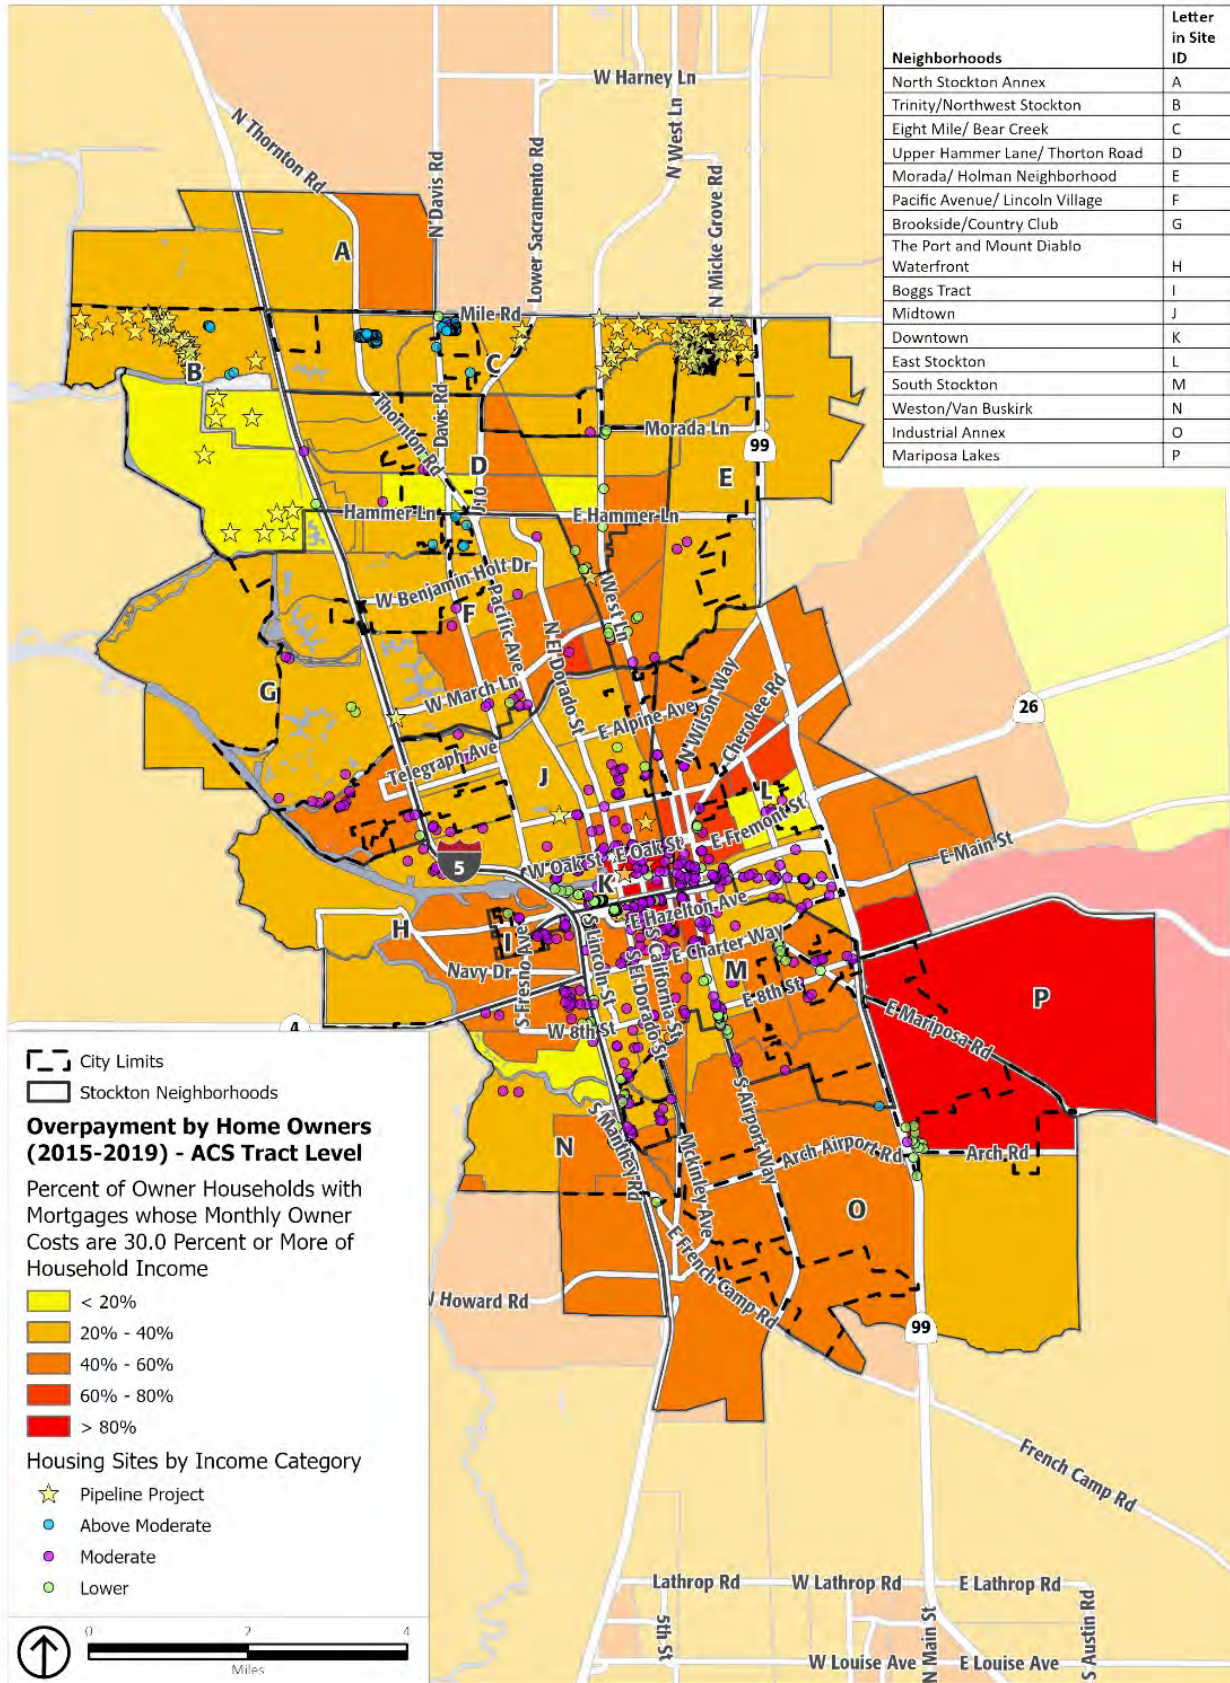 Letter
in Site
Neighborhoods ID
North Stockton Annex A
Trinity/Northwest Stockton B
Eight Mile/ Bear Creek C
Upper Hammer Lane/ Thorton Road D
Morada/ Holman Neighborhood E
Pacific Avenue/ Lincoln Village F
Brookside/Country Club G
The Port and Mount Diablo
Waterfront H
Boggs Tract I
Midtown J
Downtown K
East Stockton L
South Stockton M
Weston/Van Buskirk N
Industrial Annex O
Mariposa Lakes P
W Harney Ln
N Thornton Rd
N Davis Rd
Lower Sacramento Rd
N West Ln
N Micke Grove Rd
A
Mile Rd
B
C
Thornton Rd
Davis Rd
Morada Ln
99
D
E
J10
Hammer Ln
E Hammer Ln
W Benjamin Holt Dr
F
Pacific Ave
N El Dorado St
West Ln
G
W March Ln
N Wilson Way
Cherokee Rd
26
E Alpine Ave
Telegraph Ave
J
L
E Fremont St
E Main St
5
W Oak St
E Oak St
K
E Hazelton Ave
H
I
S Fresno Ave
S Lincoln St
S El Dorado St
S California St
E Charter Way
Navy Dr
M
E 8th St
P
4
W 8th St
E Mariposa Rd
S Manthey Rd
N
Mckinley Ave
S Airport Way
Arch Airport Rd
Arch Rd
O
E French Camp Rd
W Howard Rd
99
French Camp Rd
Lathrop Rd
W Lathrop Rd
E Lathrop Rd
5th St
N Main St
S Austin Rd
W Louise Ave
E Louise Ave
City Limits
Stockton Neighborhoods
Overpayment by Home Owners
(2015-2019) - ACS Tract Level
Percent of Owner Households with
Mortgages whose Monthly Owner
Costs are 30.0 Percent or More of
Household Income
< 20%
20% - 40%
40% - 60%
60% - 80%
> 80%
Housing Sites by Income Category
Pipeline Project
Above Moderate
Moderate
Lower
0 2 4
Miles